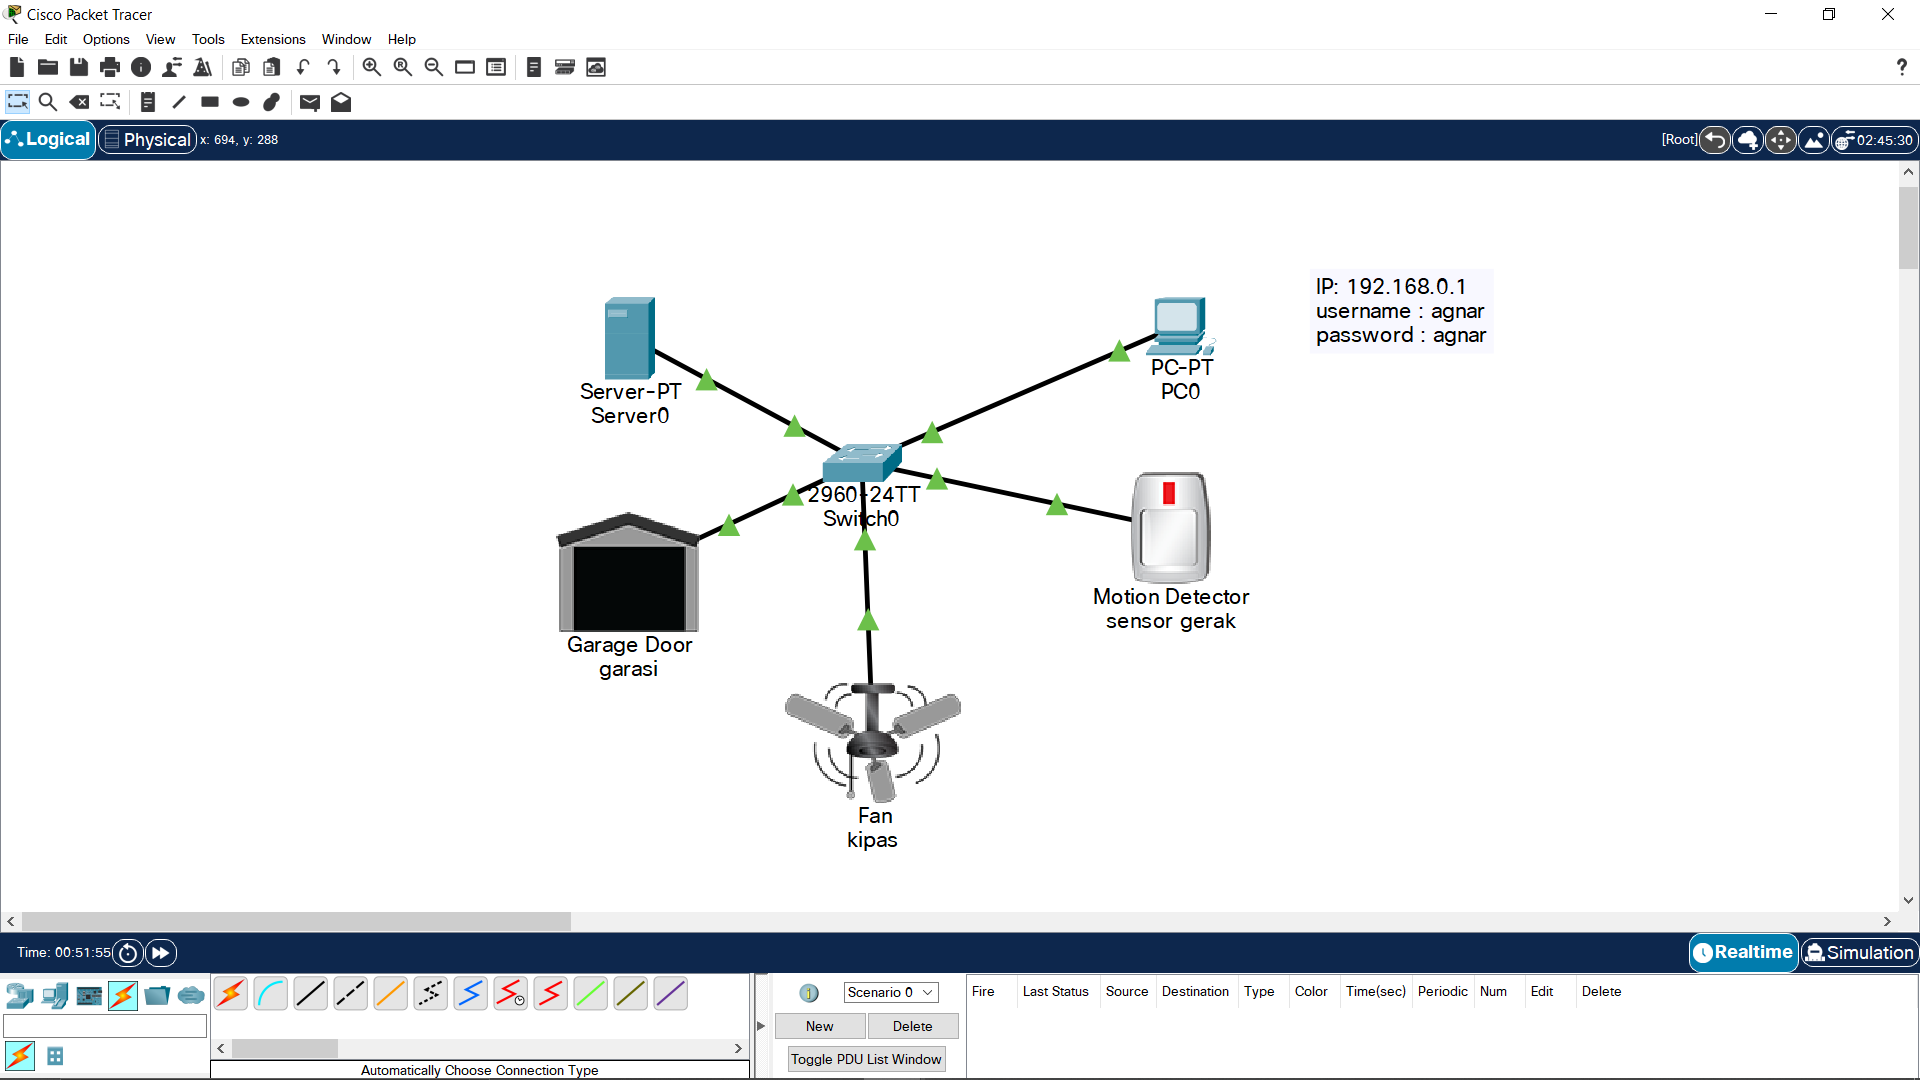 Cisco Packet Tracer
File Edit Options View Tools Extensions Window Help
Logical Physical x: 694, y: 288 [Root] 02:45:30
IP: 192.168.0.1
username : agnar
password : agnar
Server-PT
Server0
PC-PT
PC0
2960-24TT
Switch0
Motion Detector
sensor gerak
Garage Door
garasi
Fan
kipas
Time: 00:51:55 Realtime Simulation
Scenario 0
New Delete
Toggle PDU List Window
Fire Last Status Source Destination Type Color Time(sec) Periodic Num Edit Delete
Automatically Choose Connection Type